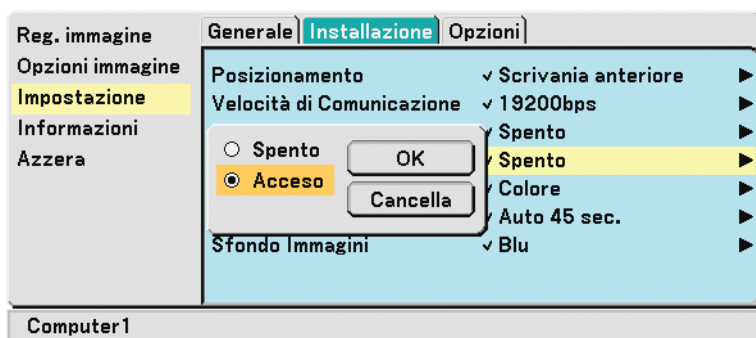 Reg. immagine
Opzioni immagine
Impostazione
Informazioni
Azzera
Generale Installazione Opzioni
Posizionamento ✓ Scrivania anteriore ▶
Velocità di Comunicazione ✓ 19200bps ▶
✓ Spento ▶
✓ Spento ▶
✓ Colore ▶
✓ Auto 45 sec. ▶
Sfondo Immagini ✓ Blu ▶
Spento
Acceso
OK
Cancella
Computer1